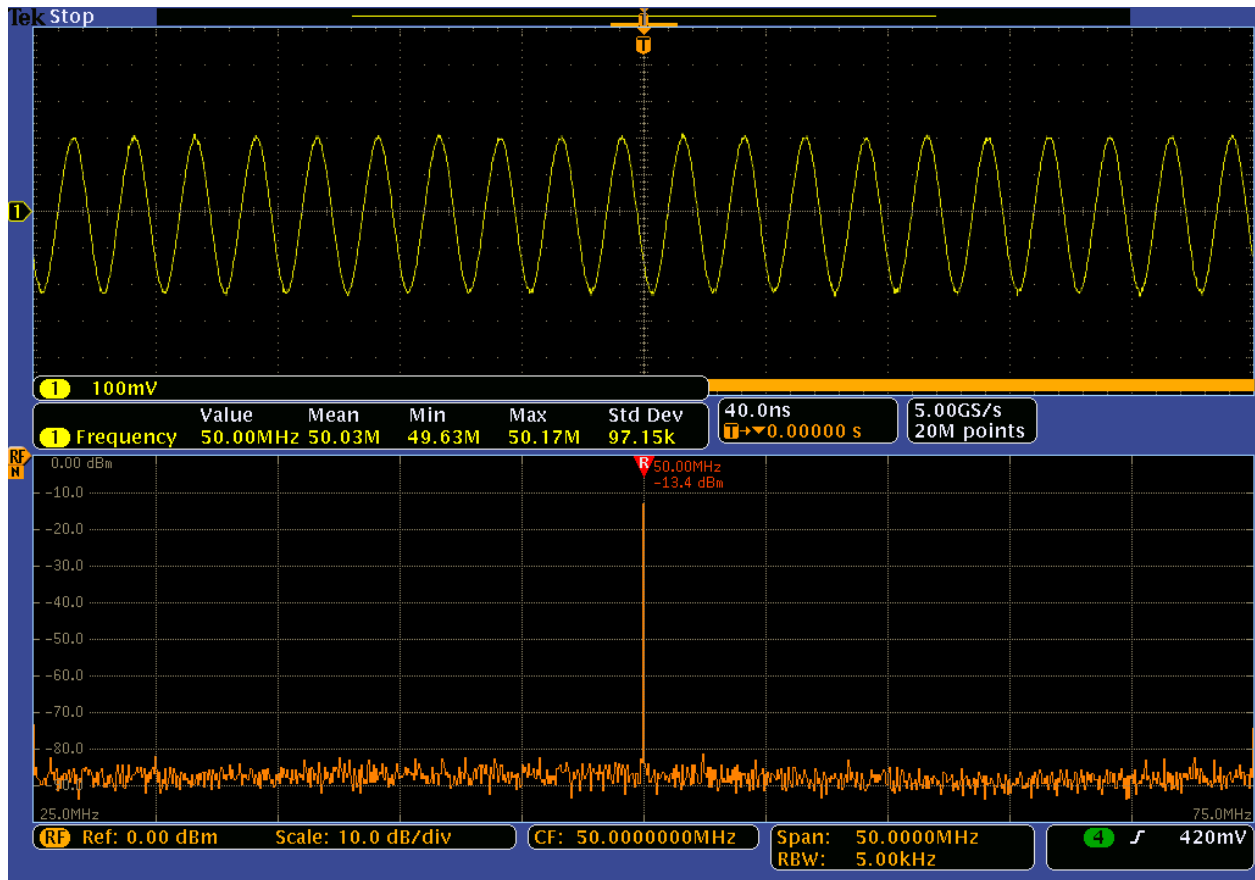 Tek Stop
T
1
1 100mV
Value Mean Min Max Std Dev
1 Frequency 50.00MHz 50.03M 49.63M 50.17M 97.15k
40.0ns
T→▼0.00000 s
5.00GS/s
20M points
RF
N
0.00 dBm
R 50.00MHz
-13.4 dBm
-10.0
-20.0
-30.0
-40.0
-50.0
-60.0
-70.0
-80.0
-90.0
25.0MHz
75.0MHz
RF Ref: 0.00 dBm Scale: 10.0 dB/div
CF: 50.0000000MHz
Span: 50.0000MHz
RBW: 5.00kHz
4 420mV